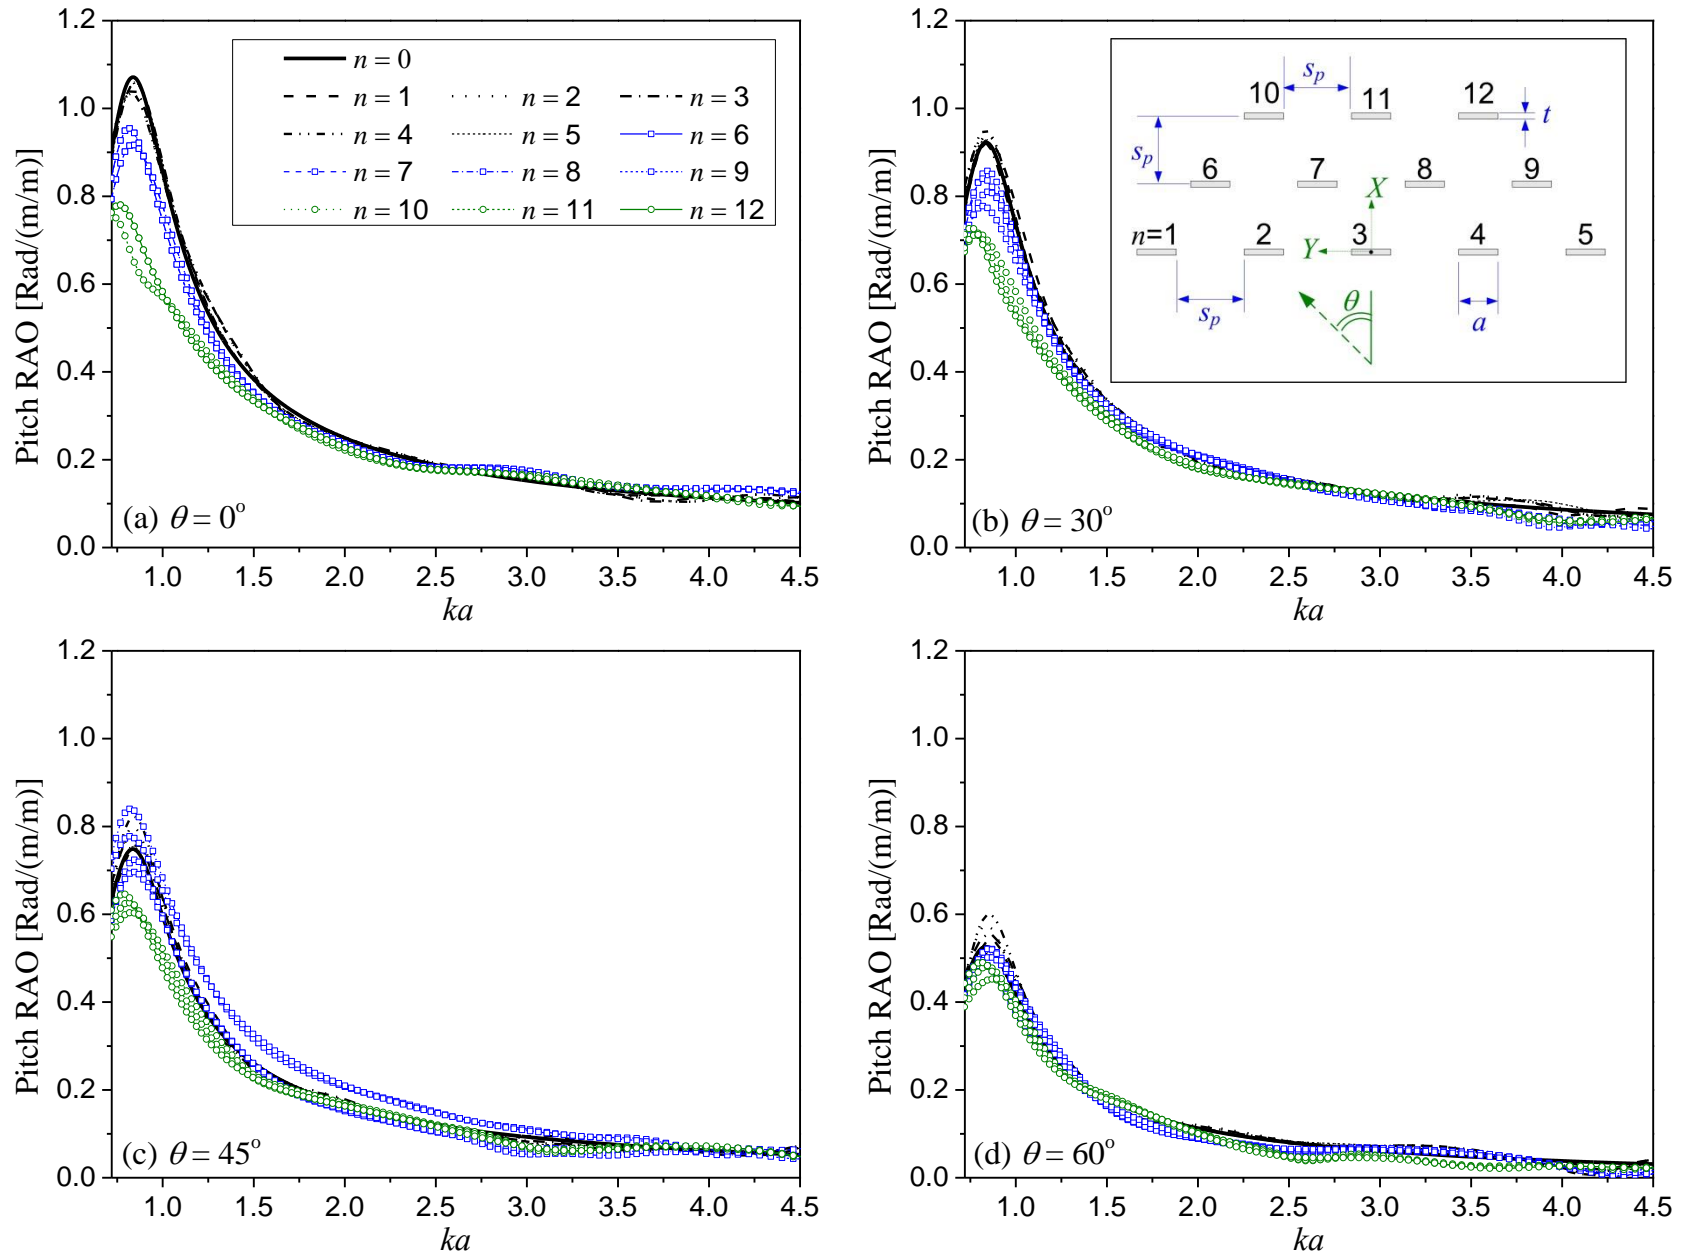 1.2
1.0
0.8
0.6
0.4
0.2
0.0
Pitch RAO [Rad/(m/m)]
n = 0
n = 1 n = 2 n = 3
n = 4 n = 5 n = 6
n = 7 n = 8 n = 9
n = 10 n = 11 n = 12
(a) θ = 0°
1.0 1.5 2.0 2.5 3.0 3.5 4.0 4.5
ka
1.2
1.0
0.8
0.6
0.4
0.2
0.0
Pitch RAO [Rad/(m/m)]
sp
10 11 12
t
sp
6 7 8 9
X
n=1 2 3 4 5
Y
sp
θ
a
(b) θ = 30°
1.0 1.5 2.0 2.5 3.0 3.5 4.0 4.5
ka
1.2
1.0
0.8
0.6
0.4
0.2
0.0
Pitch RAO [Rad/(m/m)]
(c) θ = 45°
1.0 1.5 2.0 2.5 3.0 3.5 4.0 4.5
ka
1.2
1.0
0.8
0.6
0.4
0.2
0.0
Pitch RAO [Rad/(m/m)]
(d) θ = 60°
1.0 1.5 2.0 2.5 3.0 3.5 4.0 4.5
ka